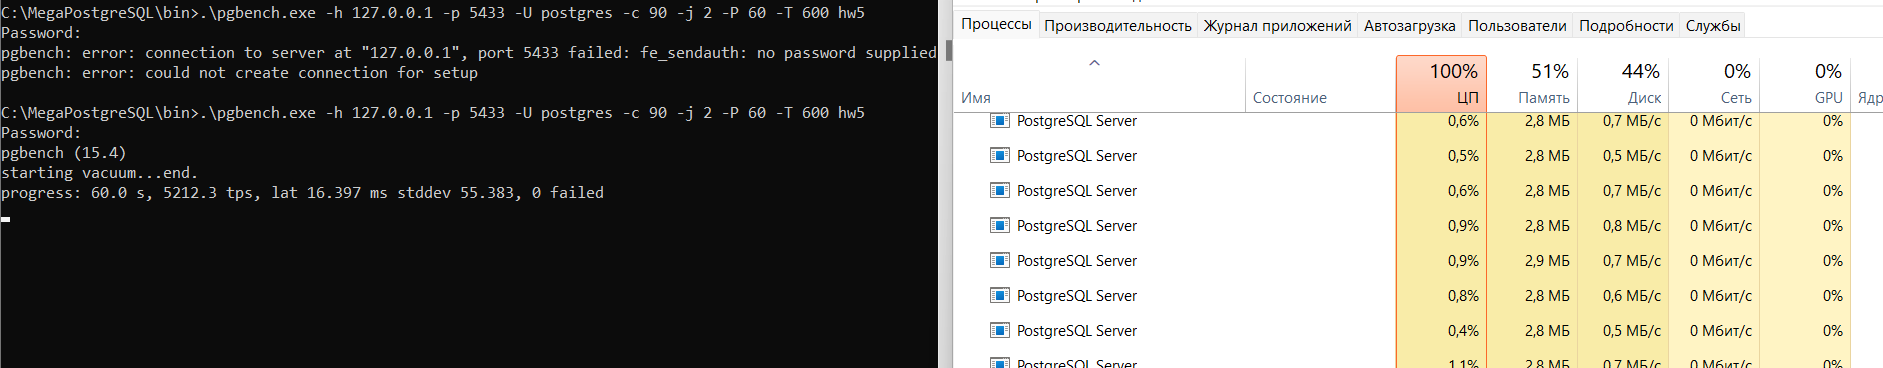 C:\MegaPostgreSQL\bin>.\pgbench.exe -h 127.0.0.1 -p 5433 -U postgres -c 90 -j 2 -P 60 -T 600 hw5
Password:
pgbench: error: connection to server at "127.0.0.1", port 5433 failed: fe_sendauth: no password supplied
pgbench: error: could not create connection for setup
C:\MegaPostgreSQL\bin>.\pgbench.exe -h 127.0.0.1 -p 5433 -U postgres -c 90 -j 2 -P 60 -T 600 hw5
Password:
pgbench (15.4)
starting vacuum...end.
progress: 60.0 s, 5212.3 tps, lat 16.397 ms stddev 55.383, 0 failed
Процессы Производительность Журнал приложений Автозагрузка Пользователи Подробности Службы
100% 51% 44% 0% 0%
Имя Состояние ЦП Память Диск Сеть GPU Ядр
PostgreSQL Server 0,6% 2,8 МБ 0,7 МБ/с 0 Мбит/с 0%
PostgreSQL Server 0,5% 2,8 МБ 0,5 МБ/с 0 Мбит/с 0%
PostgreSQL Server 0,6% 2,8 МБ 0,7 МБ/с 0 Мбит/с 0%
PostgreSQL Server 0,9% 2,8 МБ 0,8 МБ/с 0 Мбит/с 0%
PostgreSQL Server 0,9% 2,9 МБ 0,7 МБ/с 0 Мбит/с 0%
PostgreSQL Server 0,8% 2,8 МБ 0,6 МБ/с 0 Мбит/с 0%
PostgreSQL Server 0,4% 2,8 МБ 0,5 МБ/с 0 Мбит/с 0%
PostgreSQL Server 1,1% 2,8 МБ 0,7 МБ/с 0 Мбит/с 0%